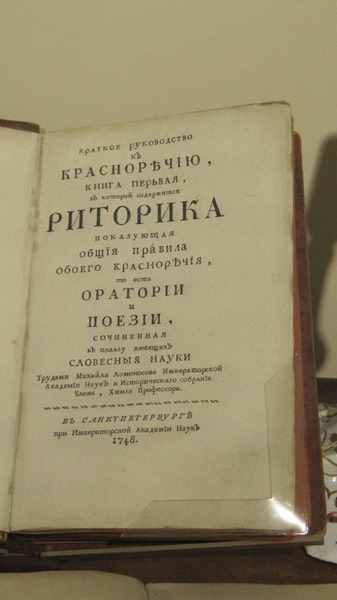 КРАТКОЕ РУКОВОДСТВО
КЪ
КРАСНОРѢЧІЮ,
КНИГА ПЕРЬВАЯ,
въ которой содержится
РИТОРИКА
ПОКАЗУЮЩАЯ
ОБЩІЯ ПРАВИЛА
ОБОЕГО КРАСНОРѢЧІЯ,
то есть
ОРАТОРІИ
И
ПОЕЗІИ,
СОЧИНЕННАЯ
въ пользу любящихъ
СЛОВЕСНЫЯ НАУКИ
Трудами Михайла Ломоносова Императорской
Академіи Наукъ и Историческаго собранія
Члена, Химіи Профессора.
ВЪ САНКТПЕТЕРБУРГѢ
при Императорской Академіи Наукъ
1748.